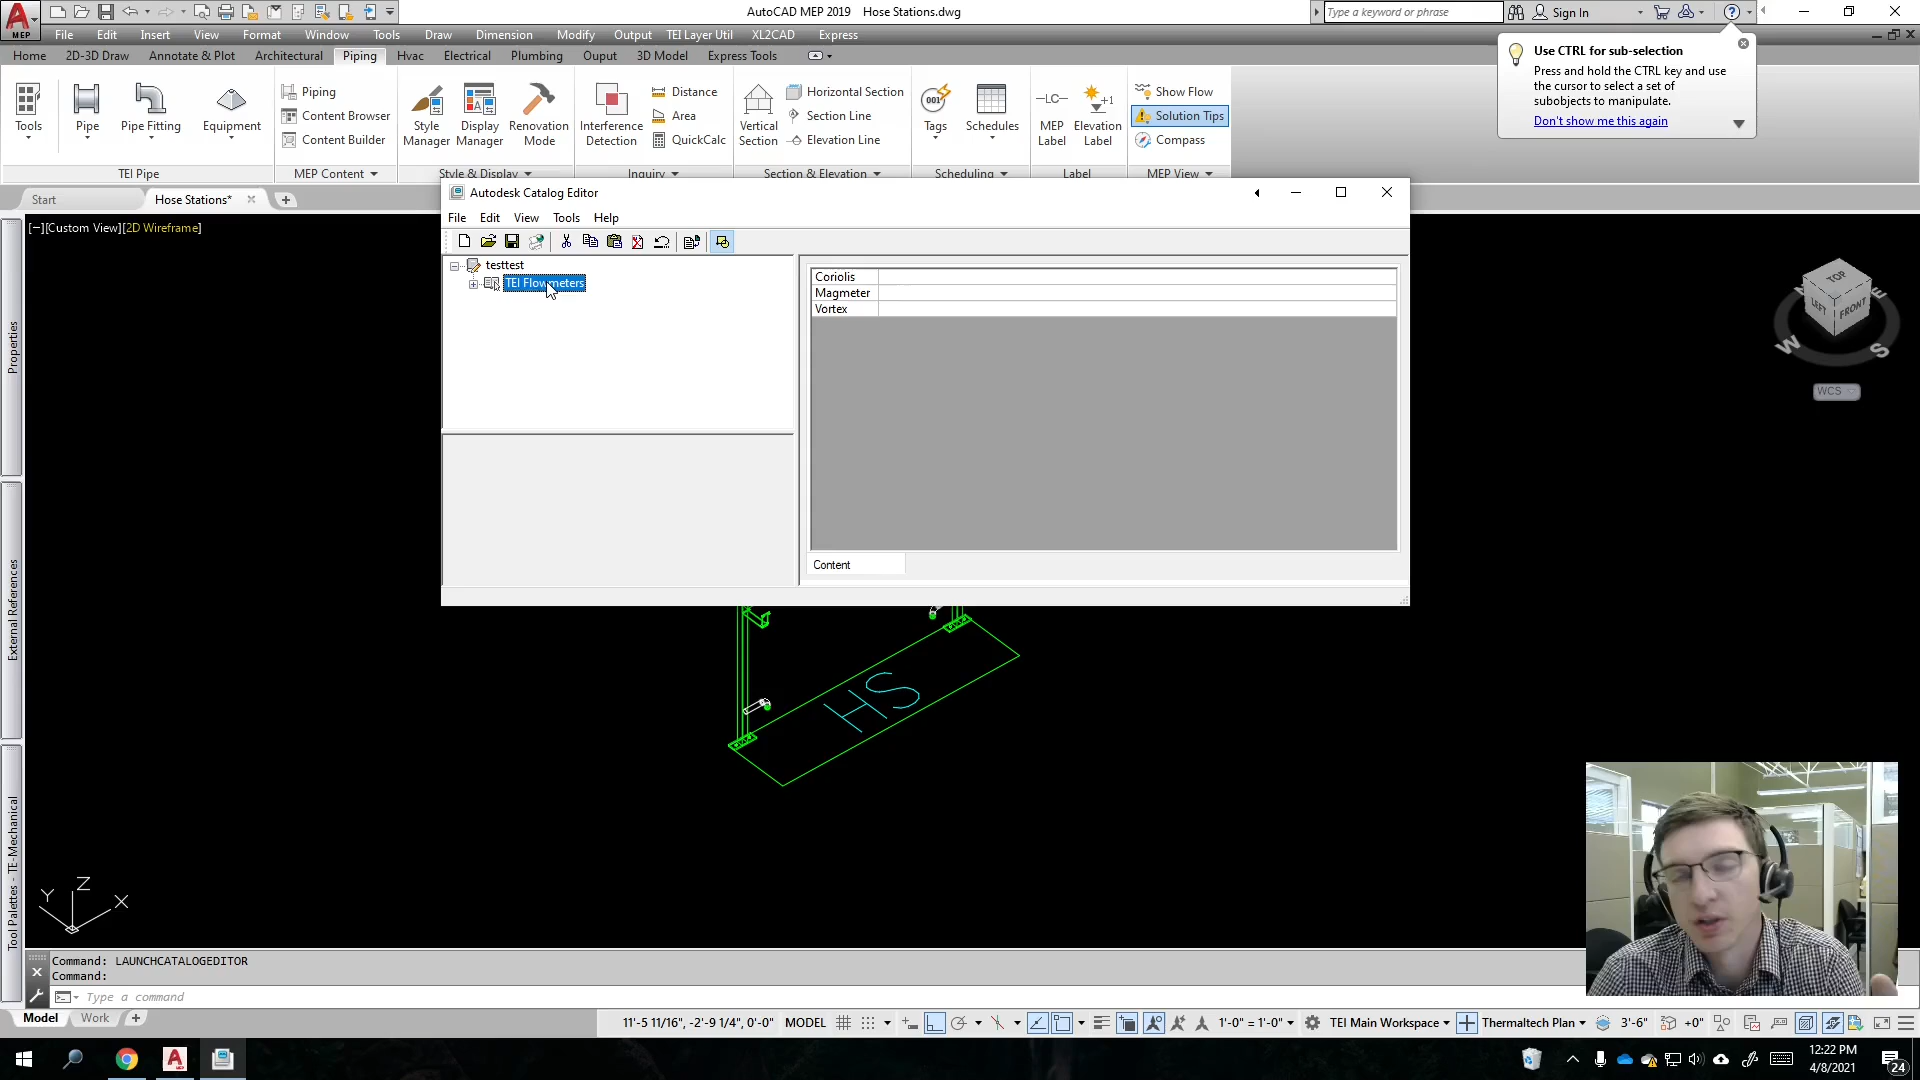 AutoCAD MEP 2019    Hose Stations.dwg
Type a keyword or phrase
Sign In
MEP
File Edit Insert View Format Window Tools Draw Dimension Modify Output TEI Layer Util XL2CAD Express
Home 2D-3D Draw Annotate & Plot Architectural Piping Hvac Electrical Plumbing Ouput 3D Model Express Tools
Use CTRL for sub-selection
Press and hold the CTRL key and use
the cursor to select a set of
subobjects to manipulate.
Don't show me this again
Tools
Pipe
Pipe Fitting
Equipment
Piping
Content Browser
Content Builder
Style Manager
Display Manager
Renovation Mode
Interference Detection
Distance
Area
QuickCalc
Vertical Section
Horizontal Section
Section Line
Elevation Line
Tags
Schedules
MEP Label
Elevation Label
Show Flow
Solution Tips
Compass
TEI Pipe
MEP Content
Style & Display
Inquiry
Section & Elevation
Scheduling
Label
MEP View
Start
Hose Stations*
[−][Custom View][2D Wireframe]
Autodesk Catalog Editor
File Edit View Tools Help
testtest
TEI Flowmeters
Coriolis
Magmeter
Vortex
Content
Properties
External References
Tool Palettes - TE-Mechanical
TOP
LEFT
FRONT
W
S
E
WCS
HS
Z
Y
X
Command: LAUNCHCATALOGEDITOR
Command:
Type a command
Model
Work
11'-5 11/16", -2'-9 1/4", 0'-0"
MODEL
1'-0" = 1'-0"
TEI Main Workspace
Thermaltech Plan
3'-6"
+0"
12:22 PM
4/8/2021
24